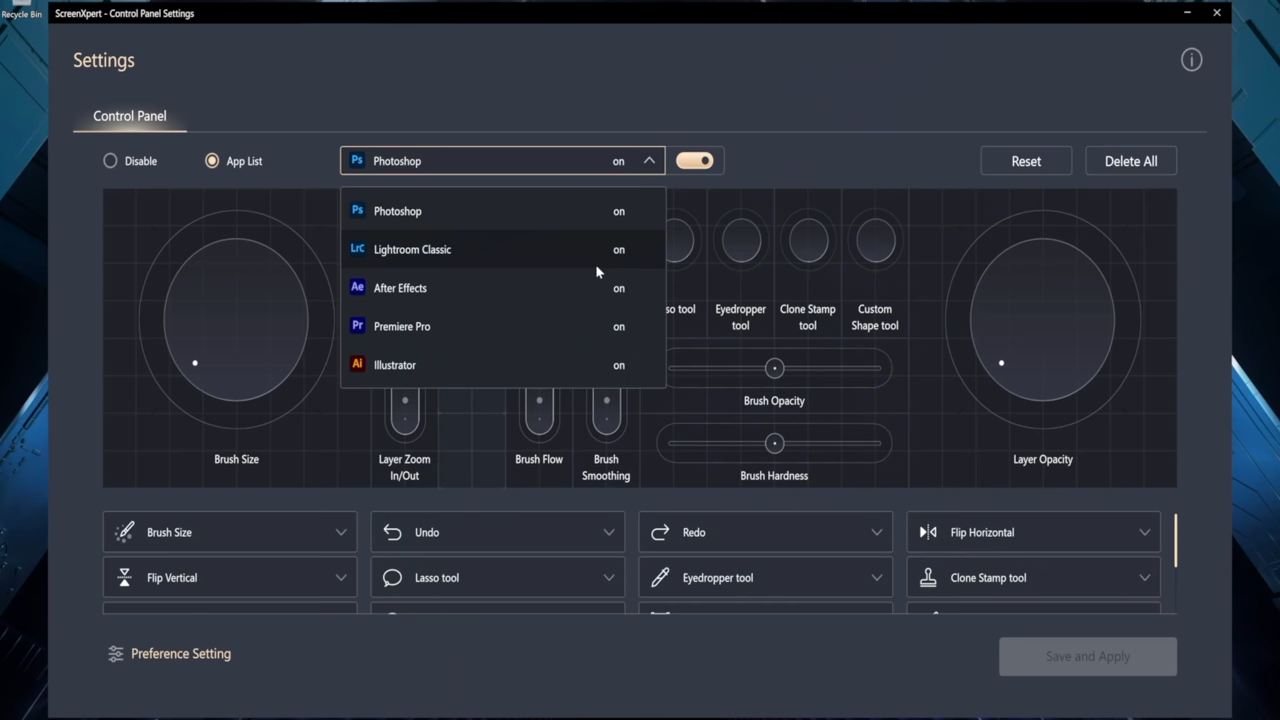 Recycle Bin
ScreenXpert - Control Panel Settings
Settings
Control Panel
Disable
App List
Ps Photoshop on
Reset
Delete All
Ps Photoshop on
LrC Lightroom Classic on
Ae After Effects on
Pr Premiere Pro on
Ai Illustrator on
so tool
Eyedropper
tool
Clone Stamp
tool
Custom
Shape tool
Brush Opacity
Brush Size
Layer Zoom
In/Out
Brush Flow
Brush
Smoothing
Brush Hardness
Layer Opacity
Brush Size
Undo
Redo
Flip Horizontal
Flip Vertical
Lasso tool
Eyedropper tool
Clone Stamp tool
Preference Setting
Save and Apply